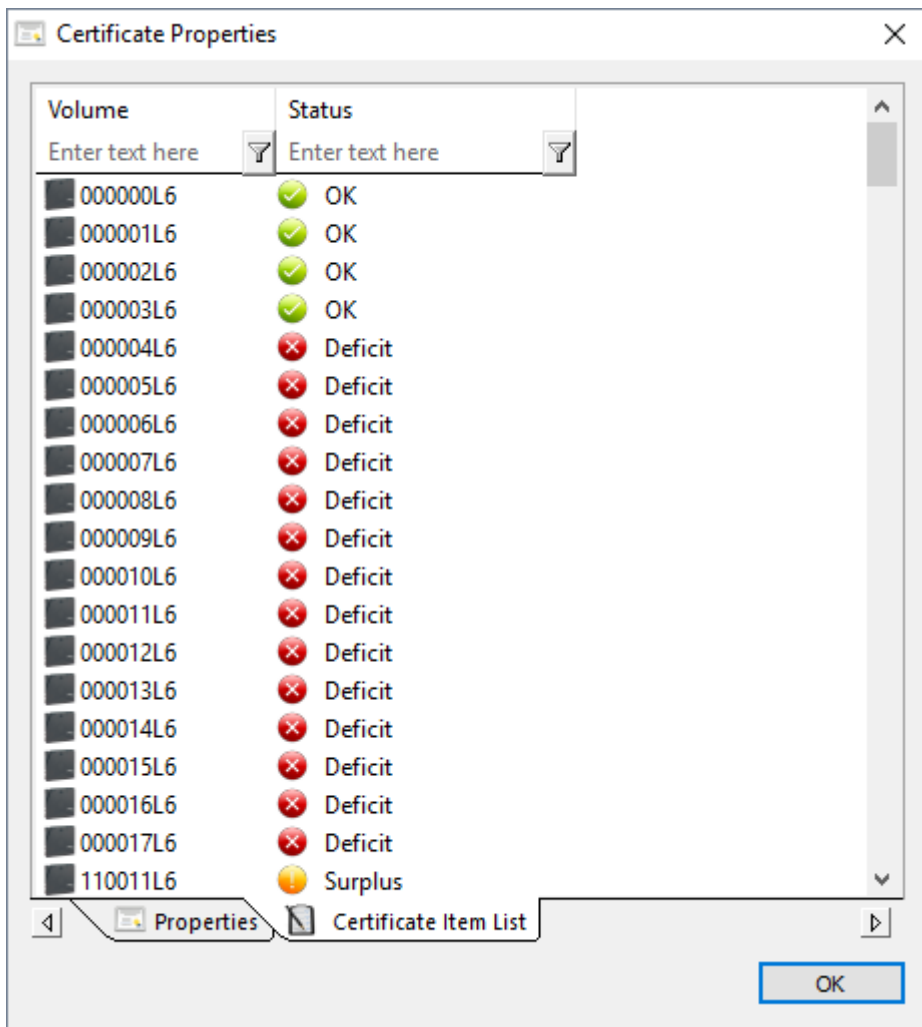 Certificate Properties
Volume Status
Enter text here Enter text here
000000L6 OK
000001L6 OK
000002L6 OK
000003L6 OK
000004L6 Deficit
000005L6 Deficit
000006L6 Deficit
000007L6 Deficit
000008L6 Deficit
000009L6 Deficit
000010L6 Deficit
000011L6 Deficit
000012L6 Deficit
000013L6 Deficit
000014L6 Deficit
000015L6 Deficit
000016L6 Deficit
000017L6 Deficit
110011L6 Surplus
Properties Certificate Item List
OK